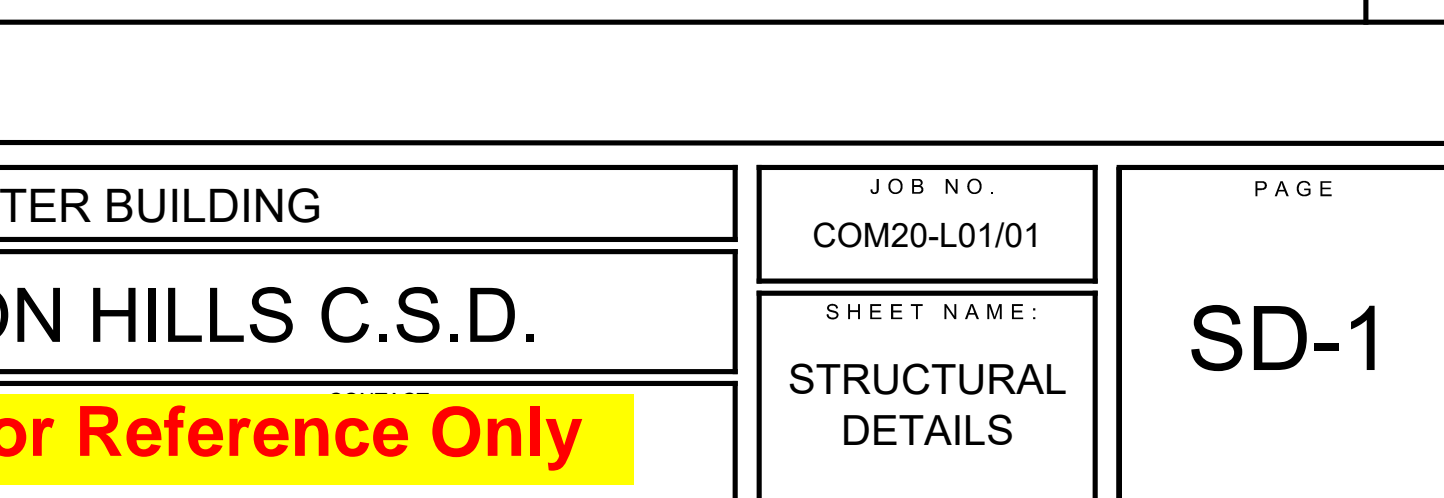 TER BUILDING
ON HILLS C.S.D.
CONTACT
or Reference Only
JOB NO.
COM20-L01/01
SHEET NAME:
STRUCTURAL
DETAILS
PAGE
SD-1